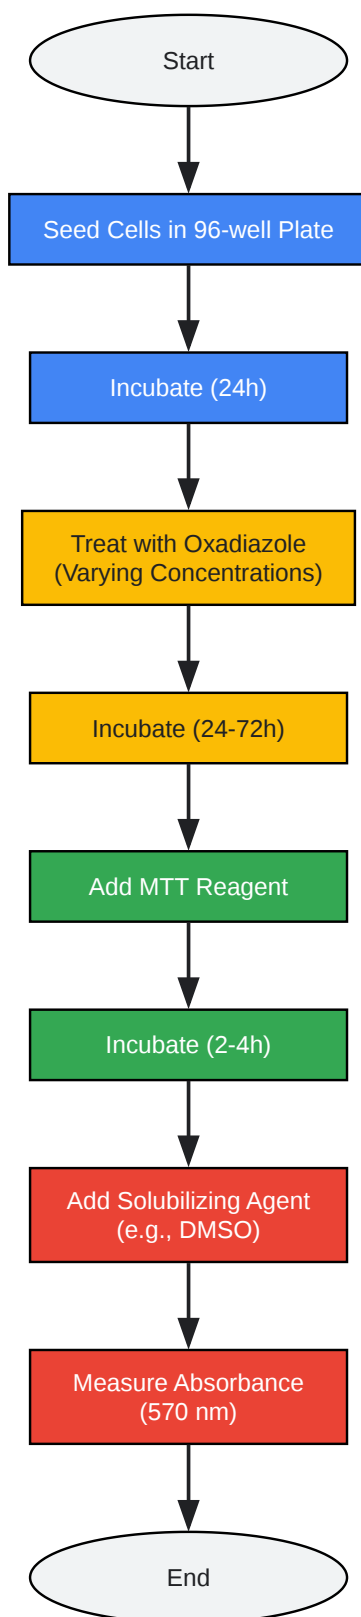 Start
Seed Cells in 96-well Plate
Incubate (24h)
Treat with Oxadiazole
(Varying Concentrations)
Incubate (24-72h)
Add MTT Reagent
Incubate (2-4h)
Add Solubilizing Agent
(e.g., DMSO)
Measure Absorbance
(570 nm)
End